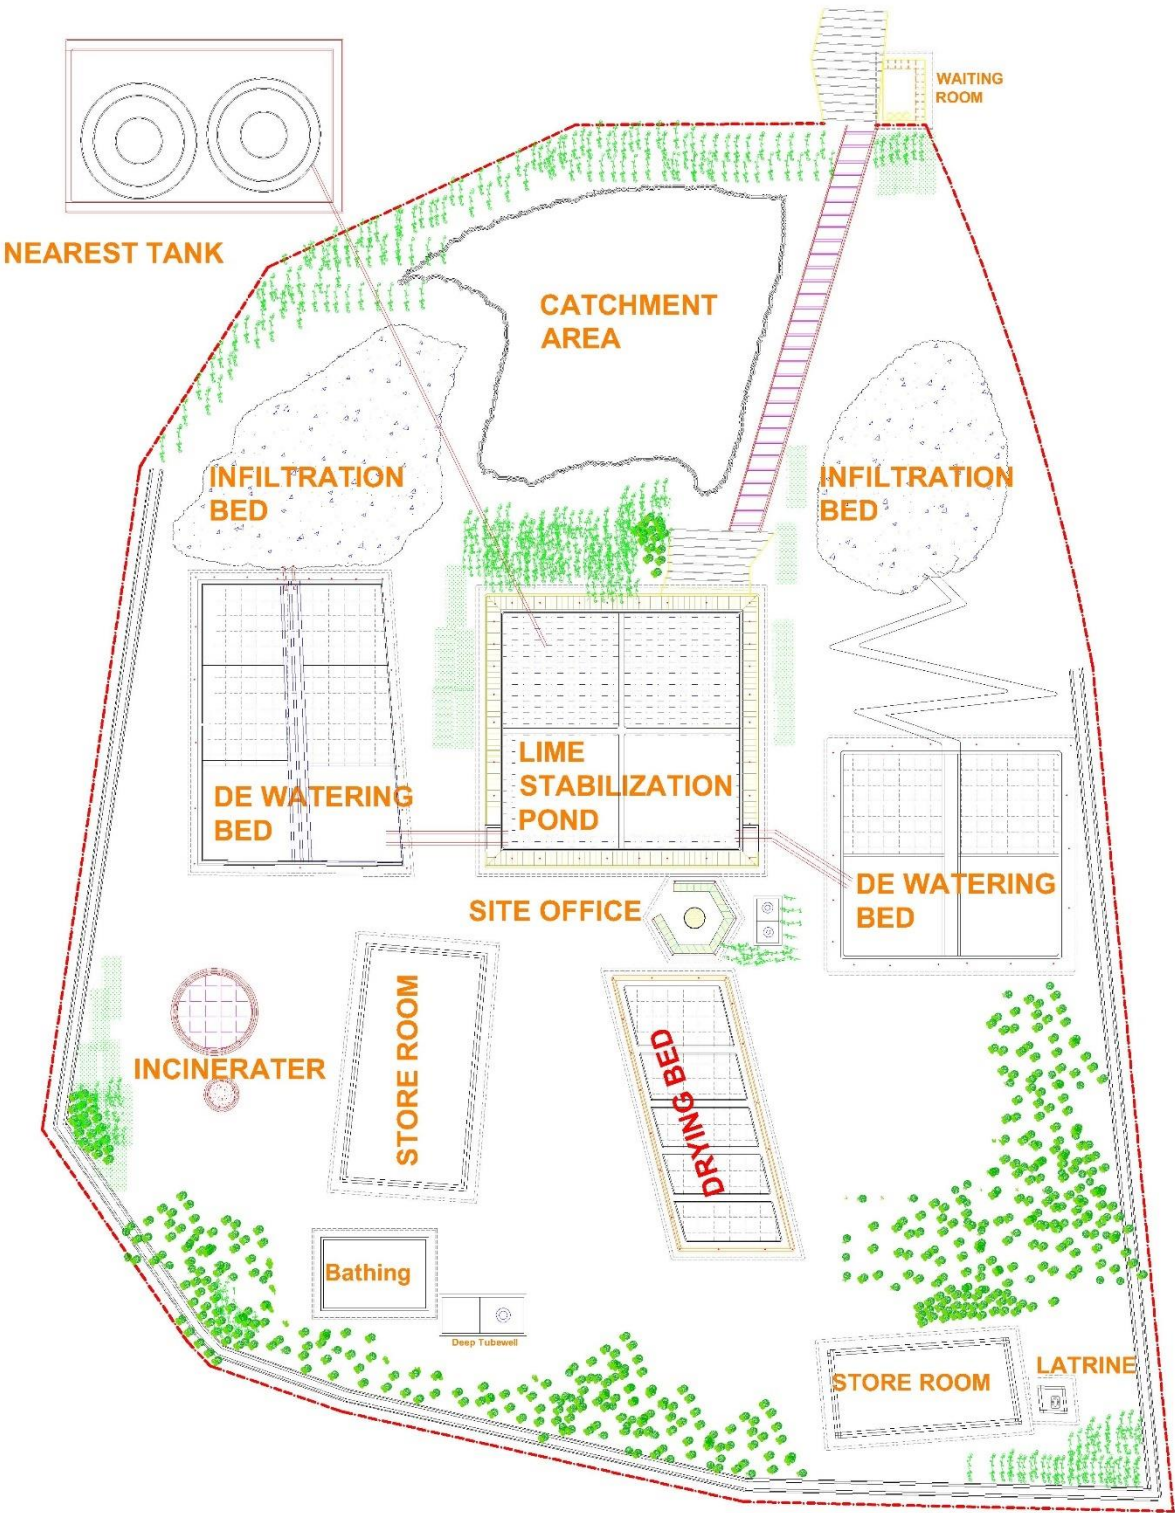 WAITING
ROOM
NEAREST TANK
CATCHMENT
AREA
INFILTRATION
BED
INFILTRATION
BED
LIME
STABILIZATION
POND
DE WATERING
BED
DE WATERING
BED
SITE OFFICE
STORE ROOM
INCINERATER
DRYING BED
Bathing
Deep Tubewell
STORE ROOM
LATRINE